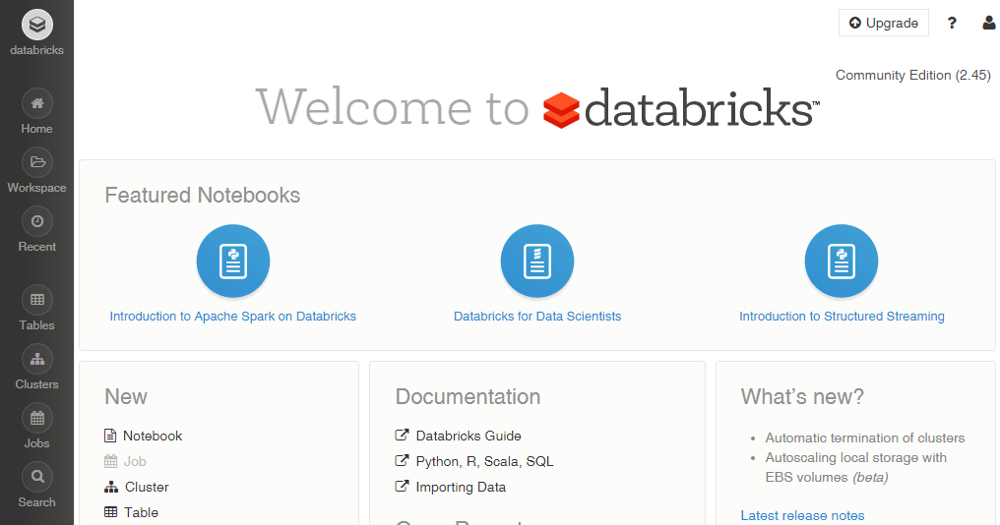 databricks
Home
Workspace
Recent
Tables
Clusters
Jobs
Search
Upgrade
?
Community Edition (2.45)
Welcome to databricks™
Featured Notebooks
Introduction to Apache Spark on Databricks
Databricks for Data Scientists
Introduction to Structured Streaming
New
Notebook
Job
Cluster
Table
Documentation
Databricks Guide
Python, R, Scala, SQL
Importing Data
What's new?
• Automatic termination of clusters
• Autoscaling local storage with
EBS volumes (beta)
Latest release notes